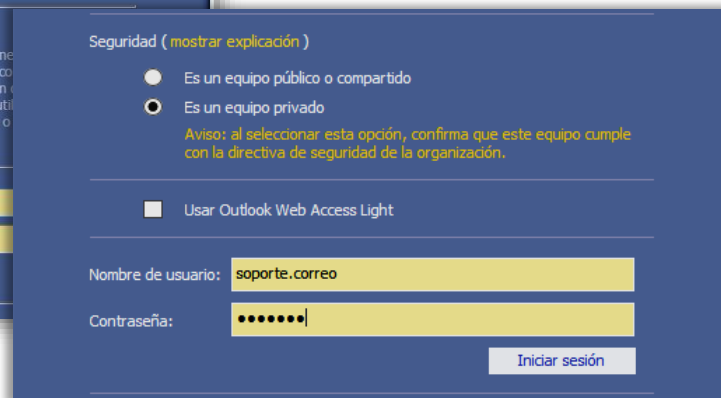 Seguridad ( mostrar explicación )
Es un equipo público o compartido
Es un equipo privado
Aviso: al seleccionar esta opción, confirma que este equipo cumple
con la directiva de seguridad de la organización.
Usar Outlook Web Access Light
Nombre de usuario: soporte.correo
Contraseña: •••••••
Iniciar sesión